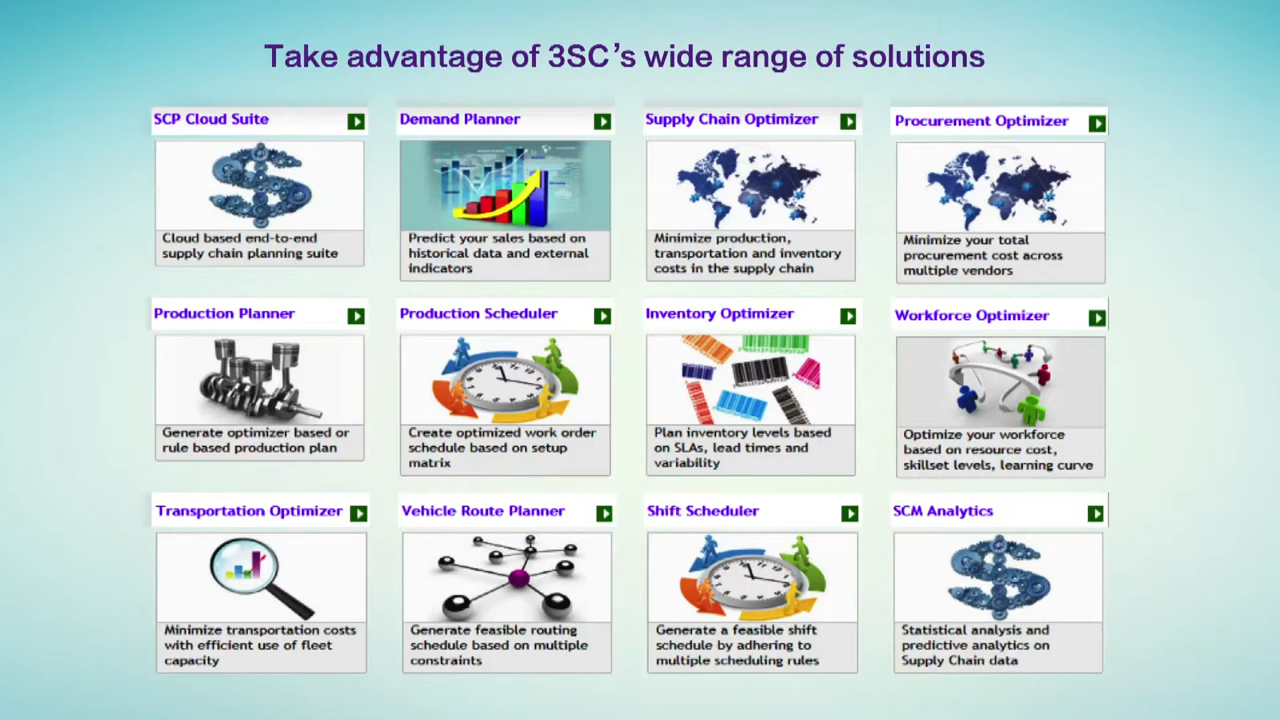 Take advantage of 3SC's wide range of solutions
SCP Cloud Suite
Cloud based end-to-end
supply chain planning suite
Demand Planner
Predict your sales based on
historical data and external
indicators
Supply Chain Optimizer
Minimize production,
transportation and inventory
costs in the supply chain
Procurement Optimizer
Minimize your total
procurement cost across
multiple vendors
Production Planner
Generate optimizer based or
rule based production plan
Production Scheduler
Create optimized work order
schedule based on setup
matrix
Inventory Optimizer
Plan inventory levels based
on SLAs, lead times and
variability
Workforce Optimizer
Optimize your workforce
based on resource cost,
skillset levels, learning curve
Transportation Optimizer
Minimize transportation costs
with efficient use of fleet
capacity
Vehicle Route Planner
Generate feasible routing
schedule based on multiple
constraints
Shift Scheduler
Generate a feasible shift
schedule by adhering to
multiple scheduling rules
SCM Analytics
Statistical analysis and
predictive analytics on
Supply Chain data